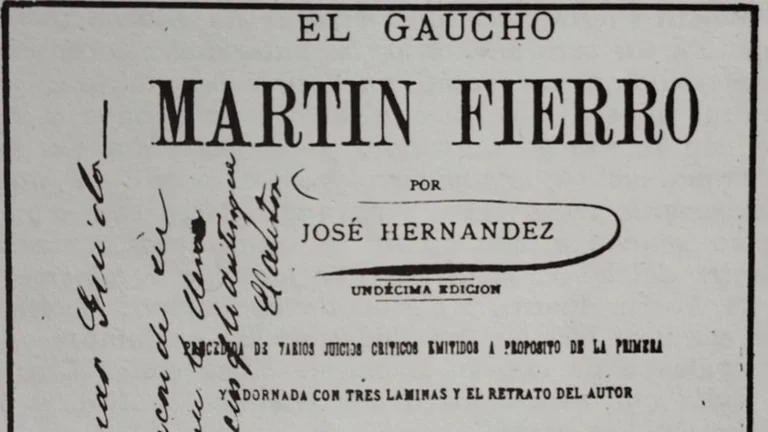 EL GAUCHO
MARTIN FIERRO
POR
JOSÉ HERNANDEZ
UNDÉCIMA EDICION
PRECEDIDA DE VARIOS JUICIOS CRITICOS EMITIDOS A PROPOSITO DE LA PRIMERA
Y ADORNADA CON TRES LAMINAS Y EL RETRATO DEL AUTOR
Guido
El autor